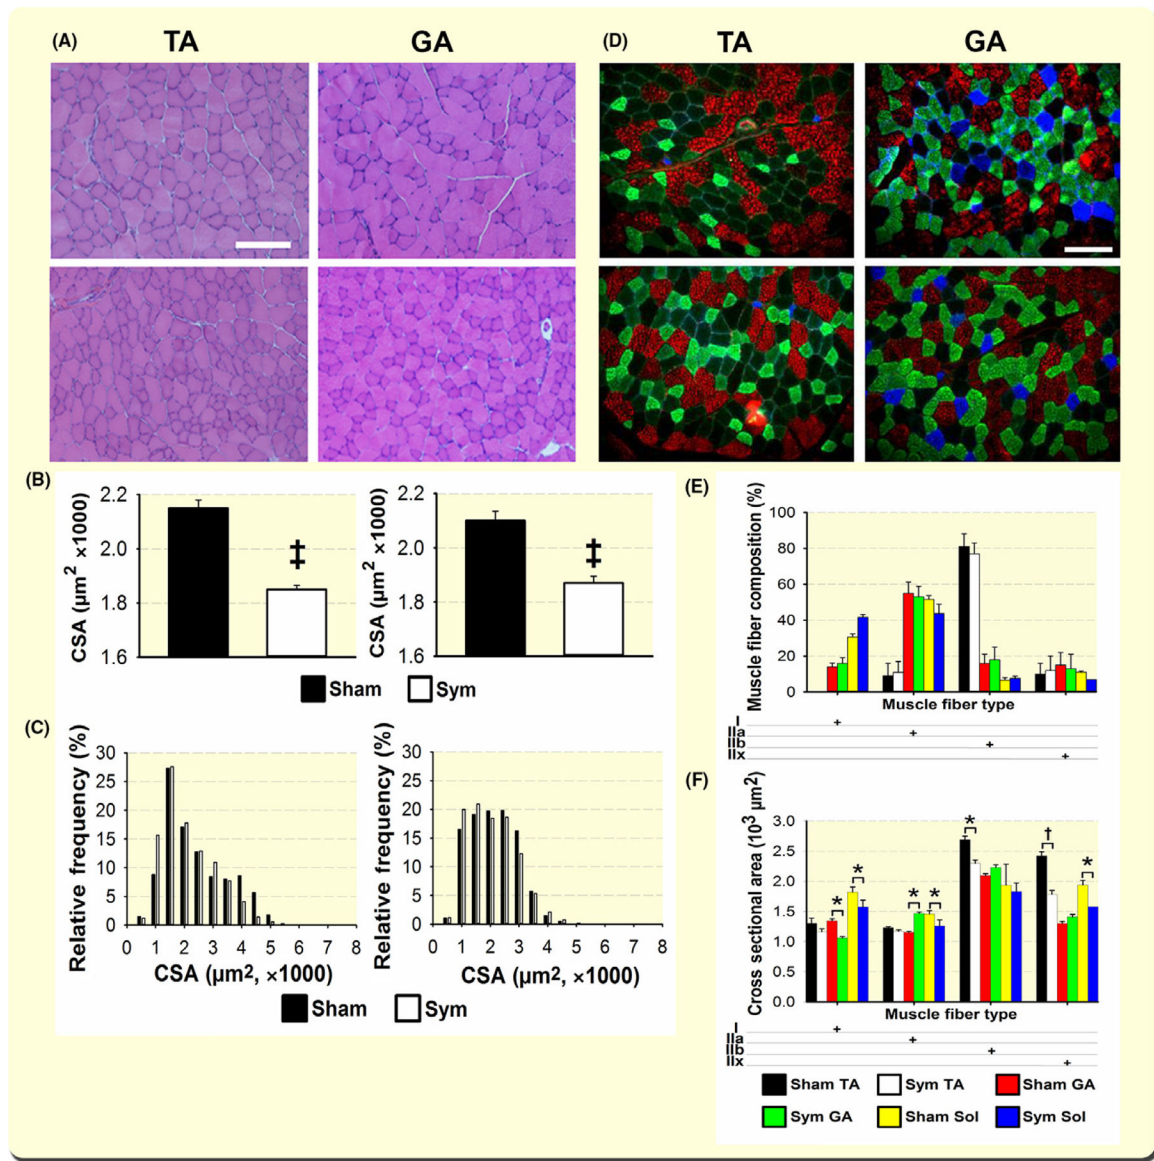 (A) TA GA
(D) TA GA
(B)
CSA (µm² ×1000)
2.2
2.0
1.8
1.6
‡
CSA (µm² ×1000)
2.2
2.0
1.8
1.6
‡
Sham Sym
(C)
Relative frequency (%)
30
25
20
15
10
5
0
0 1 2 3 4 5 6 7 8
CSA (µm², ×1000)
Relative frequency (%)
30
25
20
15
10
5
0
0 1 2 3 4 5 6 7 8
CSA (µm², ×1000)
Sham Sym
(E)
Muscle fiber composition (%)
100
80
60
40
20
0
Muscle fiber type
I +
IIa +
IIb +
IIx +
(F)
Cross sectional area (10³ µm²)
3.0
2.5
2.0
1.5
1.0
0.5
0.0
* * * * * † *
Muscle fiber type
I +
IIa +
IIb +
IIx +
Sham TA Sym TA Sham GA
Sym GA Sham Sol Sym Sol